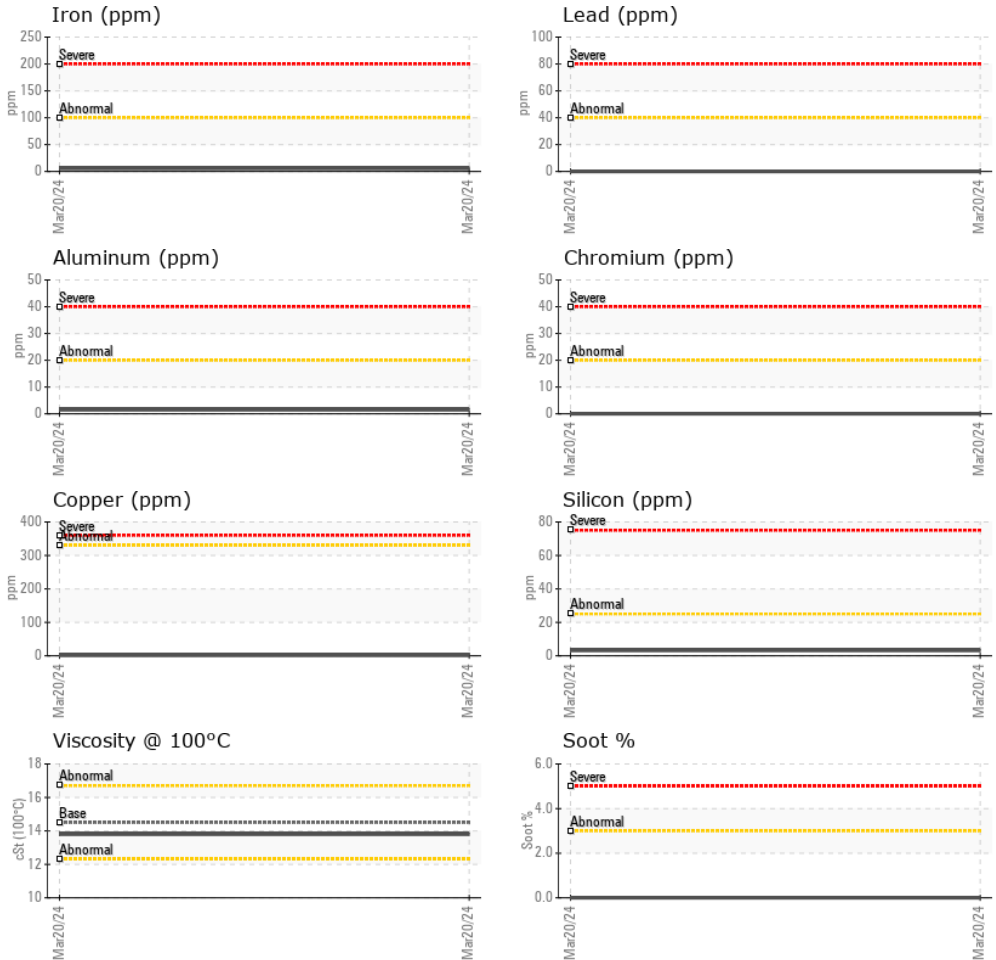 Iron (ppm)
250
200
150
100
50
0
ppm
Severe
Abnormal
Mar20/24
Mar20/24
Lead (ppm)
100
80
60
40
20
0
ppm
Severe
Abnormal
Mar20/24
Mar20/24
Aluminum (ppm)
50
40
30
20
10
0
ppm
Severe
Abnormal
Mar20/24
Mar20/24
Chromium (ppm)
50
40
30
20
10
0
ppm
Severe
Abnormal
Mar20/24
Mar20/24
Copper (ppm)
400
300
200
100
0
ppm
Severe
Abnormal
Mar20/24
Mar20/24
Silicon (ppm)
80
60
40
20
0
ppm
Severe
Abnormal
Mar20/24
Mar20/24
Viscosity @ 100°C
18
16
14
12
10
cSt (100°C)
Abnormal
Base
Abnormal
Mar20/24
Mar20/24
Soot %
6.0
4.0
2.0
0.0
Soot %
Severe
Abnormal
Mar20/24
Mar20/24